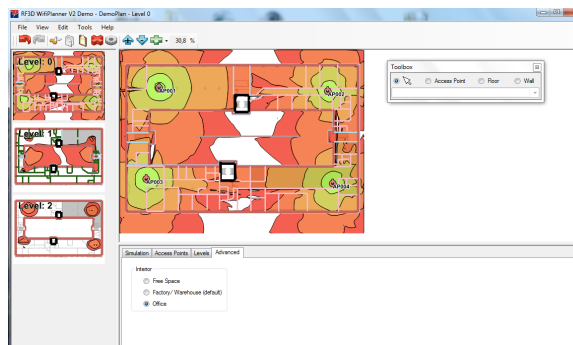 RF3D WifiPlanner V2 Demo - DemoPlan - Level 0
File View Edit Tools Help
30,8 %
Level: 0
Level: 1
Level: 2
AP001
AP002
AP003
AP004
Toolbox
Access Point Floor Wall
Simulation Access Points Levels Advanced
Interior
Free Space
Factory/ Warehouse (default)
Office